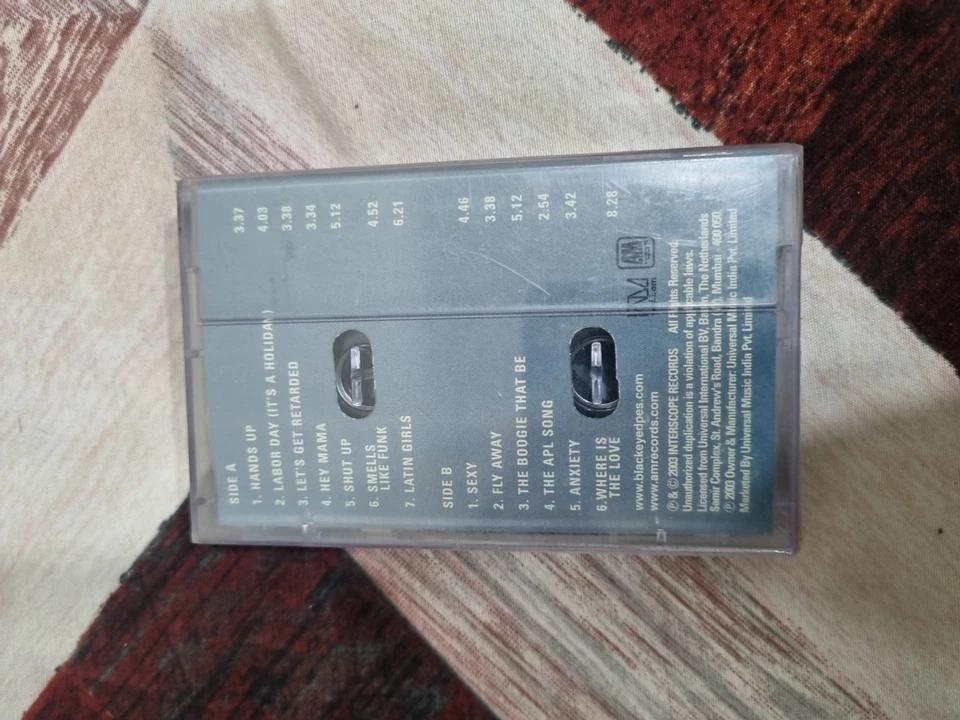 SIDE A
1. HANDS UP 3.37
2. LABOR DAY (IT'S A HOLIDAY) 4.03
3. LET'S GET RETARDED 3.38
4. HEY MAMA 3.34
5. SHUT UP 5.12
6. SMELLS
LIKE FUNK 4.52
7. LATIN GIRLS 6.21
SIDE B
1. SEXY 4.46
2. FLY AWAY 3.38
3. THE BOOGIE THAT BE 5.12
4. THE APl SONG 2.54
5. ANXIETY 3.42
6. WHERE IS
THE LOVE 8.28
www.blackeyedpes.com
www.amrecords.com
A&M
℗ & © 2003 INTERSCOPE RECORDS All Rights Reserved.
Unauthorized duplication is a violation of applicable laws.
Licensed from Universal International BV, Baarn, The Netherlands
Samir Complex, St. Andrew's Road, Bandra (W), Mumbai - 400 050.
℗ 2003 Owner & Manufacturer: Universal Music India Pvt. Limited
Marketed By Universal Music India Pvt. Limited